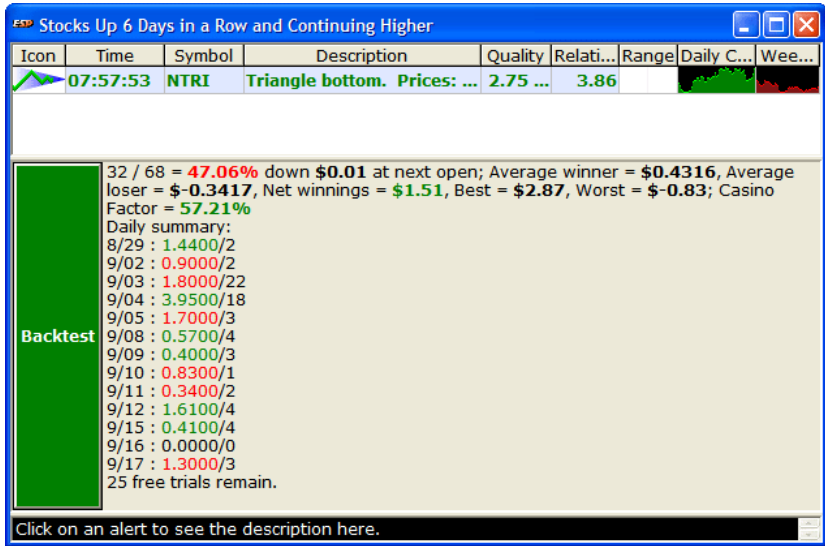 ESP Stocks Up 6 Days in a Row and Continuing Higher
Icon Time Symbol Description Quality Relati... Range Daily C... Wee...
07:57:53 NTRI Triangle bottom. Prices: ... 2.75 ... 3.86
32 / 68 = 47.06% down $0.01 at next open; Average winner = $0.4316, Average
loser = $-0.3417, Net winnings = $1.51, Best = $2.87, Worst = $-0.83; Casino
Factor = 57.21%
Daily summary:
8/29 : 1.4400/2
9/02 : 0.9000/2
9/03 : 1.8000/22
9/04 : 3.9500/18
9/05 : 1.7000/3
Backtest
9/08 : 0.5700/4
9/09 : 0.4000/3
9/10 : 0.8300/1
9/11 : 0.3400/2
9/12 : 1.6100/4
9/15 : 0.4100/4
9/16 : 0.0000/0
9/17 : 1.3000/3
25 free trials remain.
Click on an alert to see the description here.